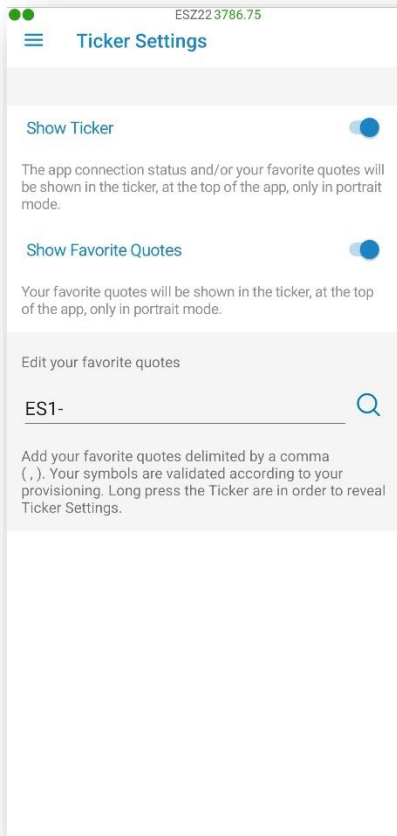 ESZ22 3786.75
Ticker Settings
Show Ticker
The app connection status and/or your favorite quotes will
be shown in the ticker, at the top of the app, only in portrait
mode.
Show Favorite Quotes
Your favorite quotes will be shown in the ticker, at the top
of the app, only in portrait mode.
Edit your favorite quotes
ES1-
Add your favorite quotes delimited by a comma
( , ). Your symbols are validated according to your
provisioning. Long press the Ticker are in order to reveal
Ticker Settings.